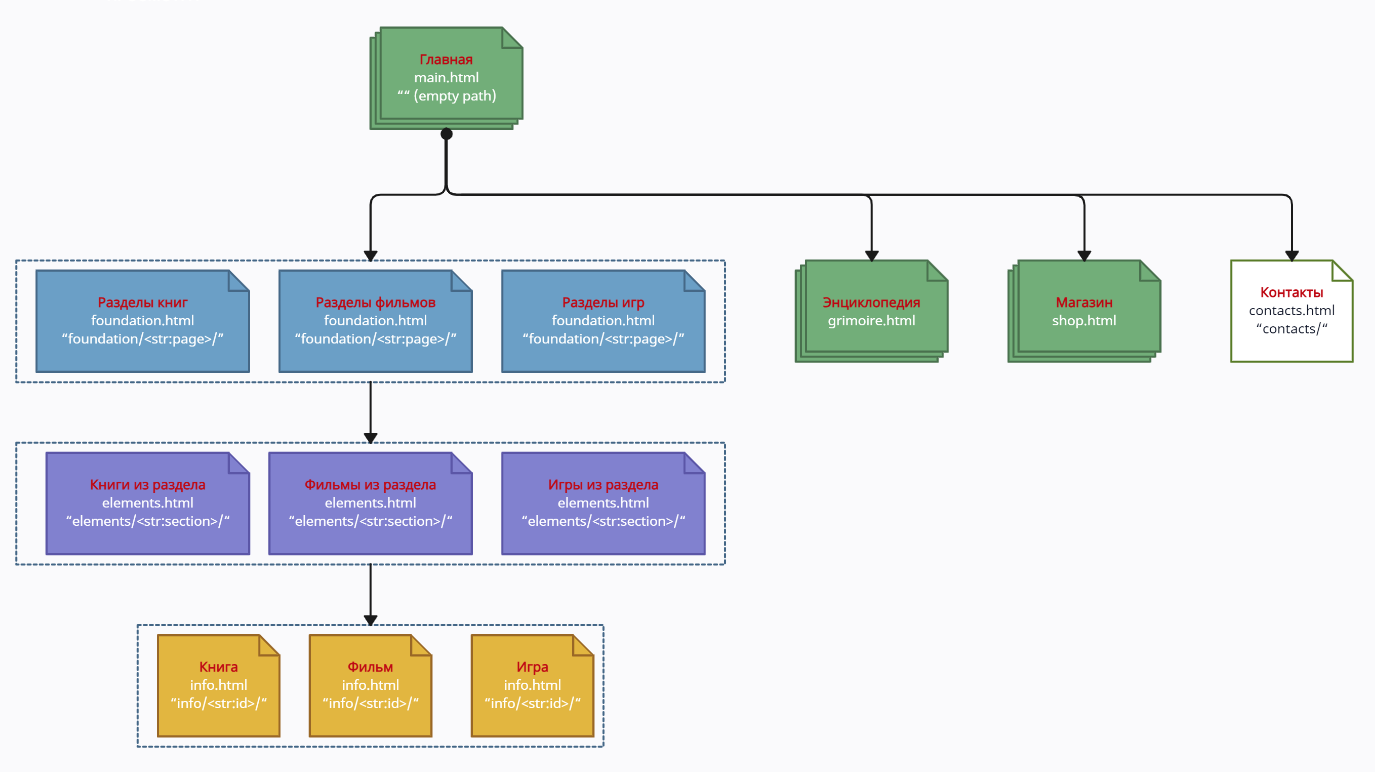 Главная
main.html
““ (empty path)
Разделы книг
foundation.html
“foundation/<str:page>/”
Разделы фильмов
foundation.html
“foundation/<str:page>/”
Разделы игр
foundation.html
“foundation/<str:page>/”
Энциклопедия
grimoire.html
Магазин
shop.html
Контакты
contacts.html
“contacts/“
Книги из раздела
elements.html
“elements/<str:section>/“
Фильмы из раздела
elements.html
“elements/<str:section>/“
Игры из раздела
elements.html
“elements/<str:section>/“
Книга
info.html
“info/<str:id>/”
Фильм
info.html
“info/<str:id>/”
Игра
info.html
“info/<str:id>/”